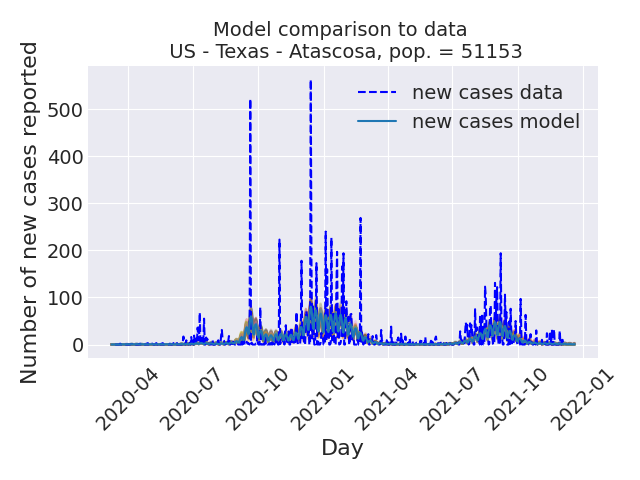 Model comparison to data
US - Texas - Atascosa, pop. = 51153
Number of new cases reported
500
400
300
200
100
0
new cases data
new cases model
2020-04
2020-07
2020-10
2021-01
2021-04
2021-07
2021-10
2022-01
Day